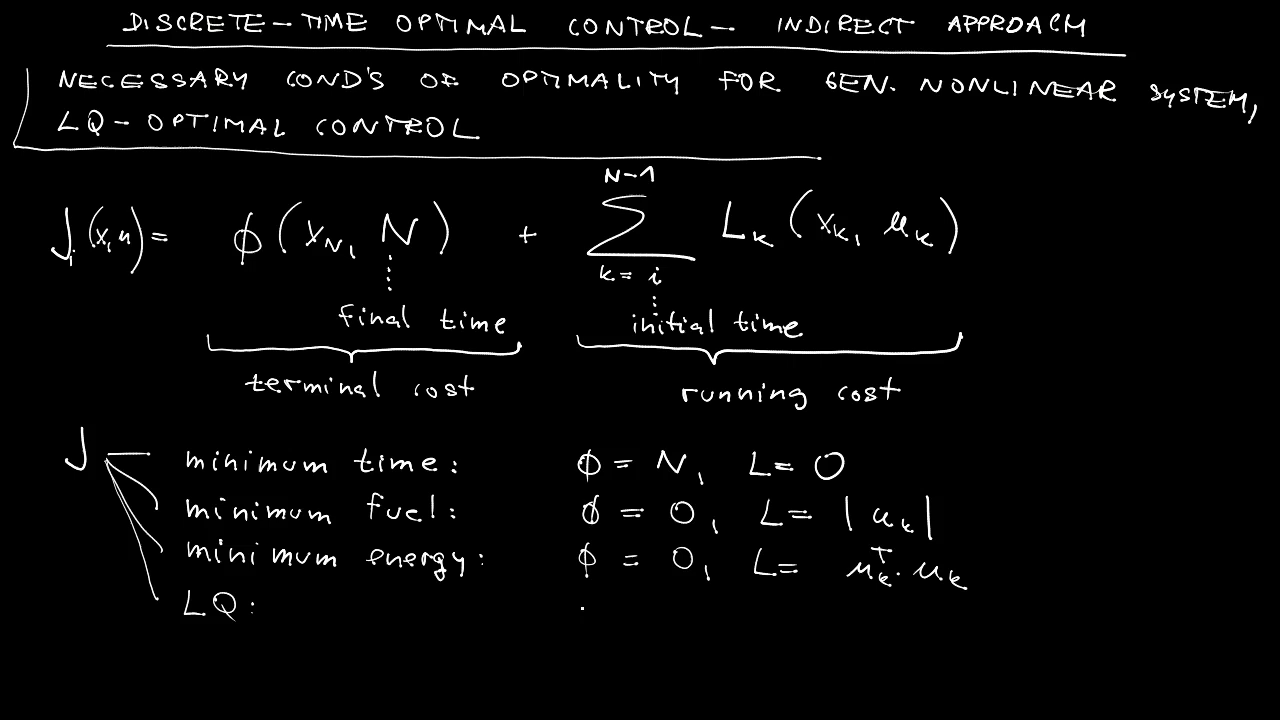 DISCRETE-TIME OPTIMAL CONTROL - INDIRECT APPROACH
NECESSARY COND'S OF OPTIMALITY FOR GEN. NONLINEAR SYSTEM,
LQ-OPTIMAL CONTROL
J_i(x,u) = ϕ(x_N, N) + ∑_{k=i}^{N-1} L_k(x_k, u_k)
final time initial time
terminal cost running cost
J minimum time: ϕ = N, L = 0
minimum fuel: ϕ = 0, L = |u_k|
minimum energy: ϕ = 0, L = u_k^T · u_k
LQ: